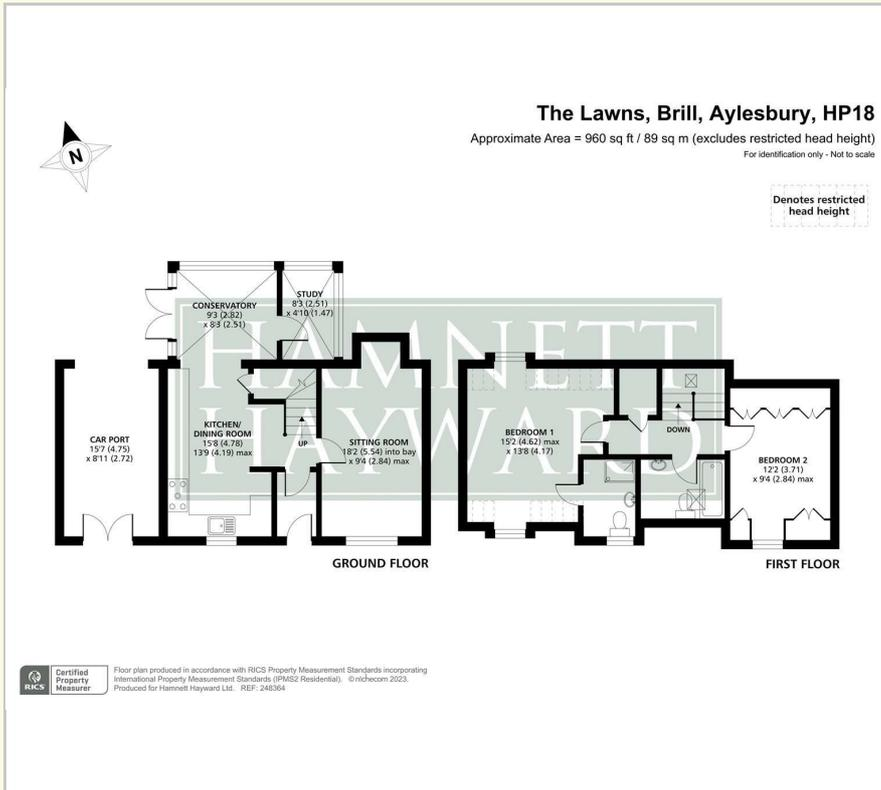 The Lawns, Brill, Aylesbury, HP18
Approximate Area = 960 sq ft / 89 sq m (excludes restricted head height)
For identification only - Not to scale
N
Denotes restricted
head height
HAMNETT
HAYWARD
CONSERVATORY
9'3 (2.82)
x 8'3 (2.51)
STUDY
8'3 (2.51)
x 4'10 (1.47)
CAR PORT
15'7 (4.75)
x 8'11 (2.72)
KITCHEN/
DINING ROOM
15'8 (4.78)
13'9 (4.19) max
UP
SITTING ROOM
18'2 (5.54) into bay
x 9'4 (2.84) max
GROUND FLOOR
BEDROOM 1
15'2 (4.62) max
x 13'8 (4.17)
DOWN
BEDROOM 2
12'2 (3.71)
x 9'4 (2.84) max
FIRST FLOOR
RICS
Certified
Property
Measurer
Floor plan produced in accordance with RICS Property Measurement Standards incorporating
International Property Measurement Standards (IPMS2 Residential). © nichecom 2023.
Produced for Hamnett Hayward Ltd. REF: 248364